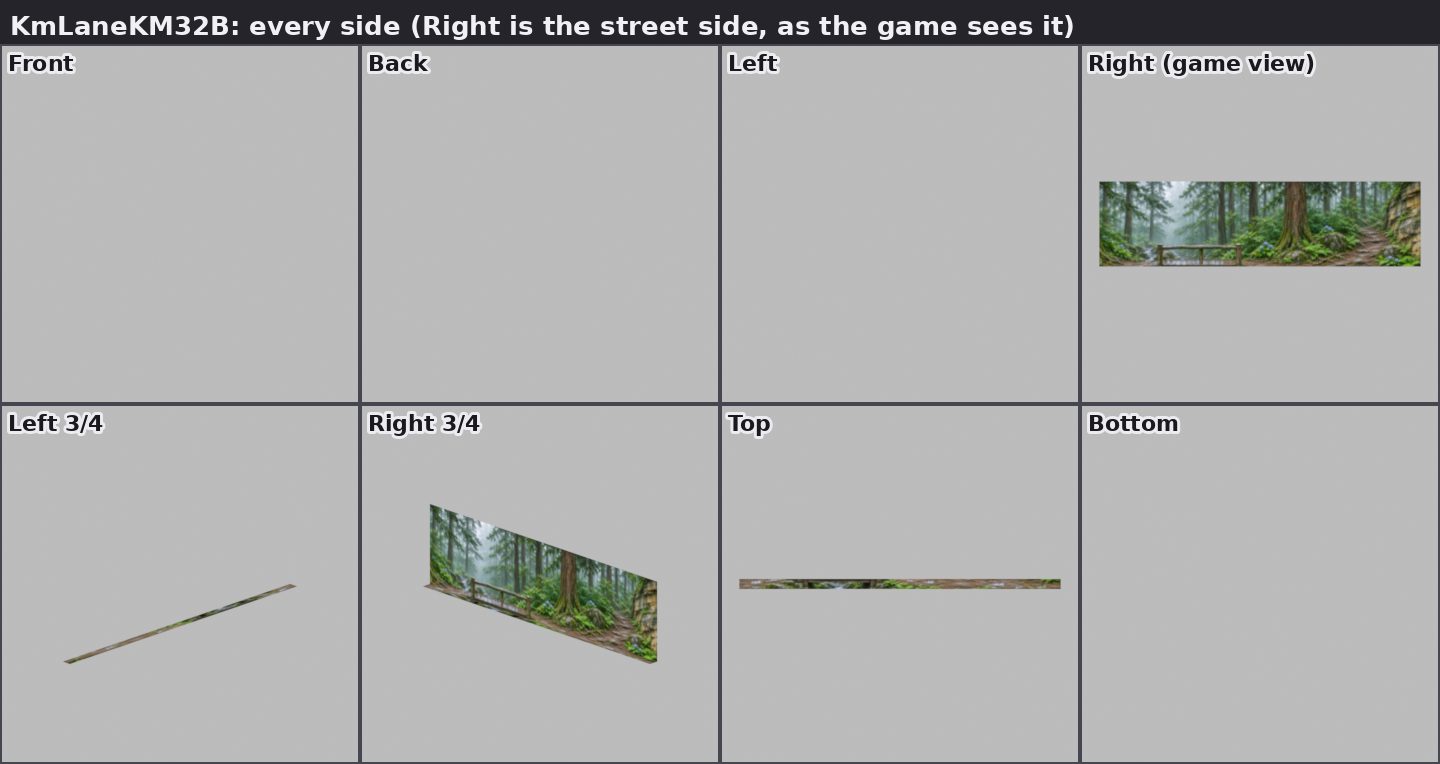 KmLaneKM32B: every side (Right is the street side, as the game sees it)
Front
Back
Left
Right (game view)
Left 3/4
Right 3/4
Top
Bottom